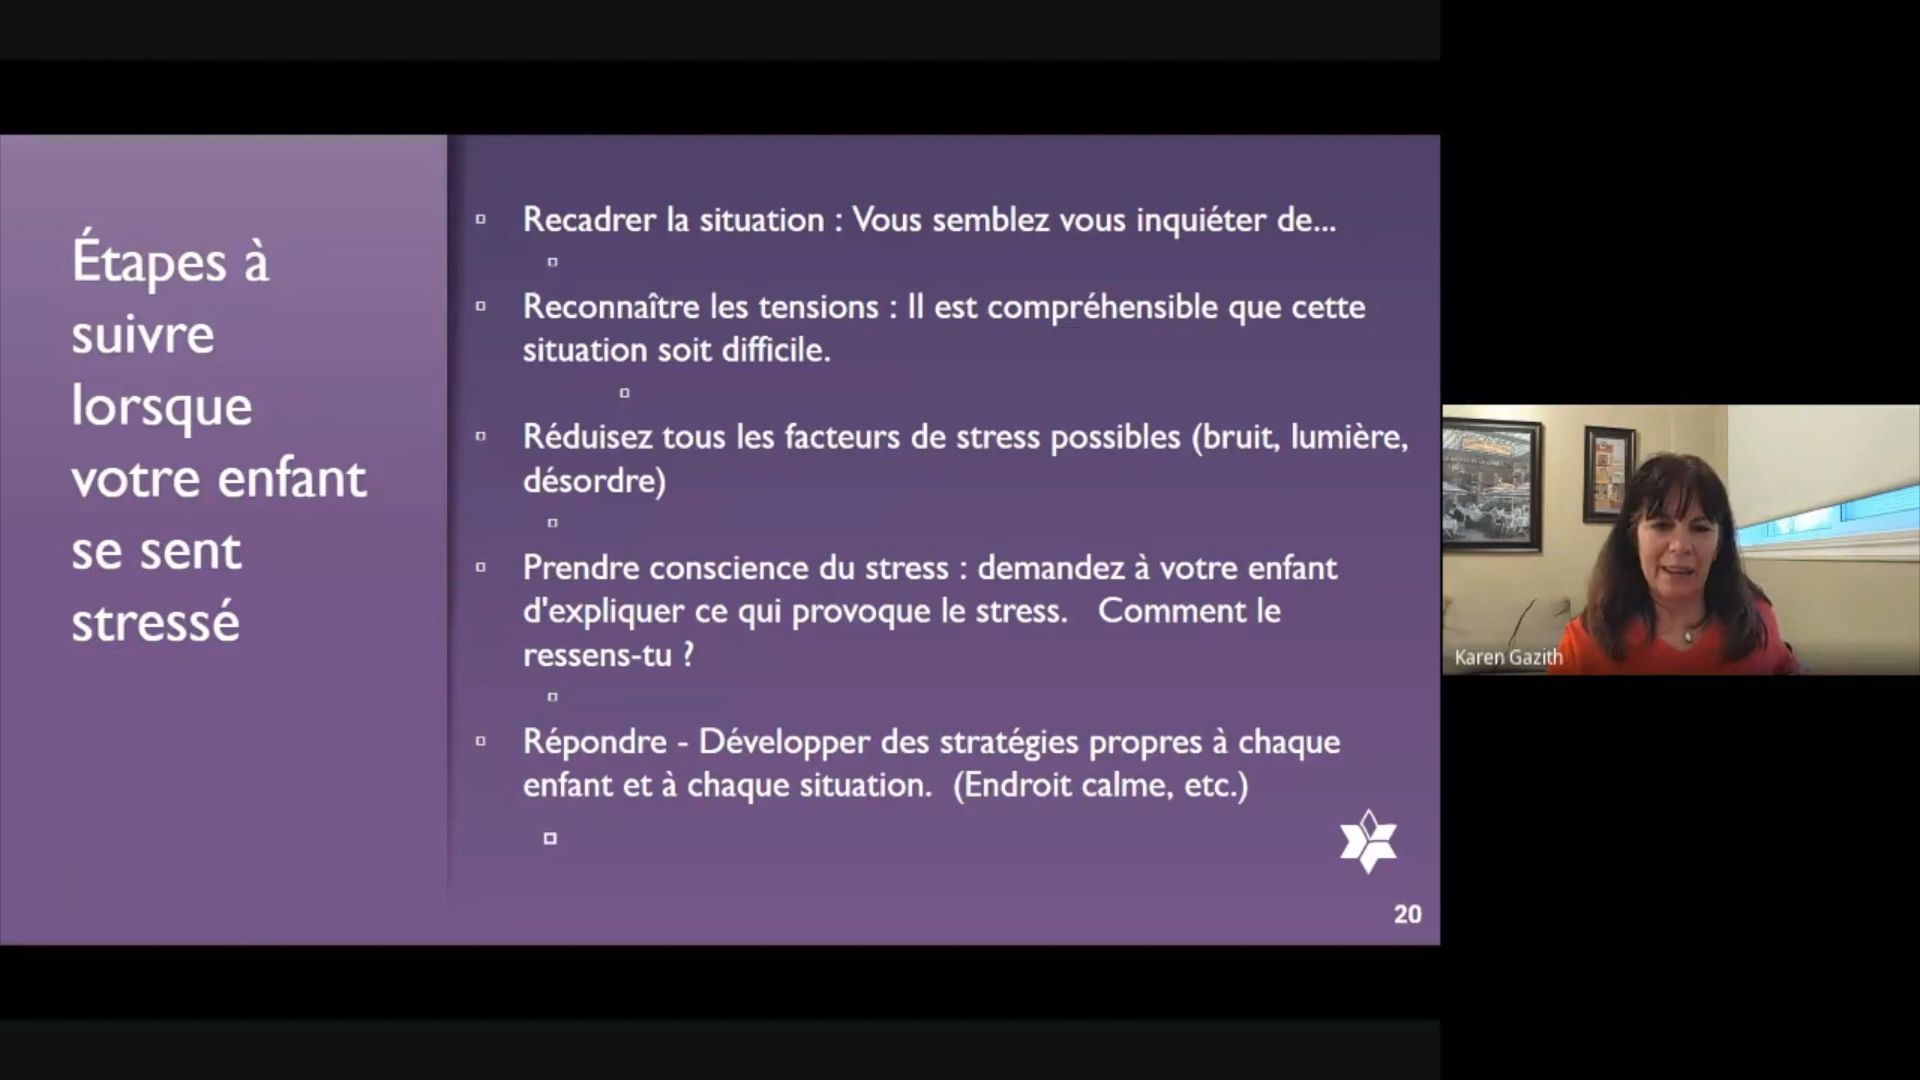 Étapes à
suivre
lorsque
votre enfant
se sent
stressé
Recadrer la situation : Vous semblez vous inquiéter de...
Reconnaître les tensions : Il est compréhensible que cette
situation soit difficile.
Réduisez tous les facteurs de stress possibles (bruit, lumière,
désordre)
Prendre conscience du stress : demandez à votre enfant
d'expliquer ce qui provoque le stress.   Comment le
ressens-tu ?
Répondre - Développer des stratégies propres à chaque
enfant et à chaque situation.  (Endroit calme, etc.)
20
Karen Gazith